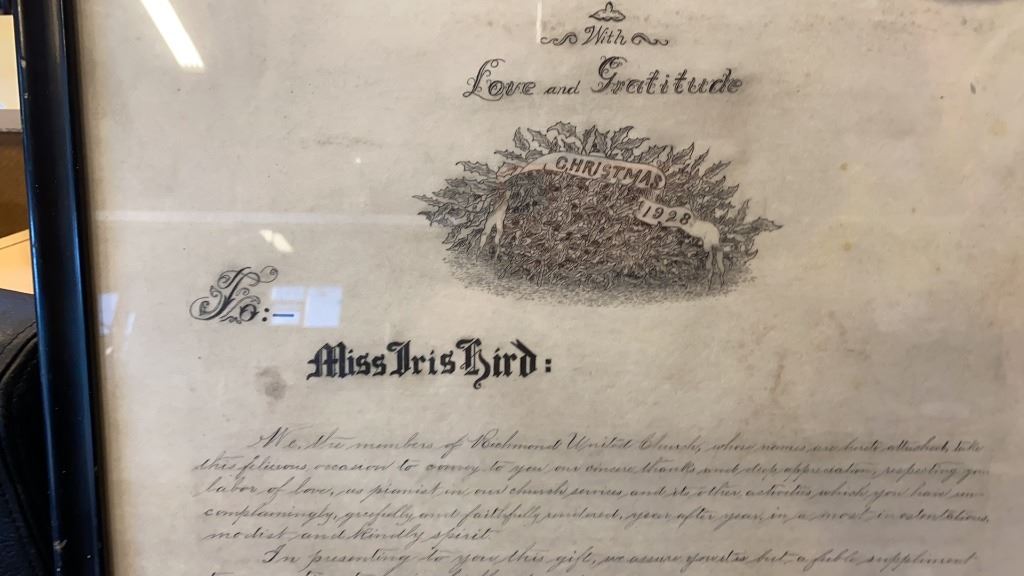 With
Love and Gratitude
CHRISTMAS
1928
To:-
Miss Iris Hird:
We, the members of Richmond United Church, whose names are hereto attached, take
this felicitous occasion to convey to you our sincere thanks and deep appreciation, respecting your
labor of love, as pianist in our church services and its other activities which you have un-
complainingly, gracefully, and faithfully rendered, year after year, in a most inostentatious,
modest, and kindly spirit.
In presenting to you this gift, we assure you its but a feeble suppliment